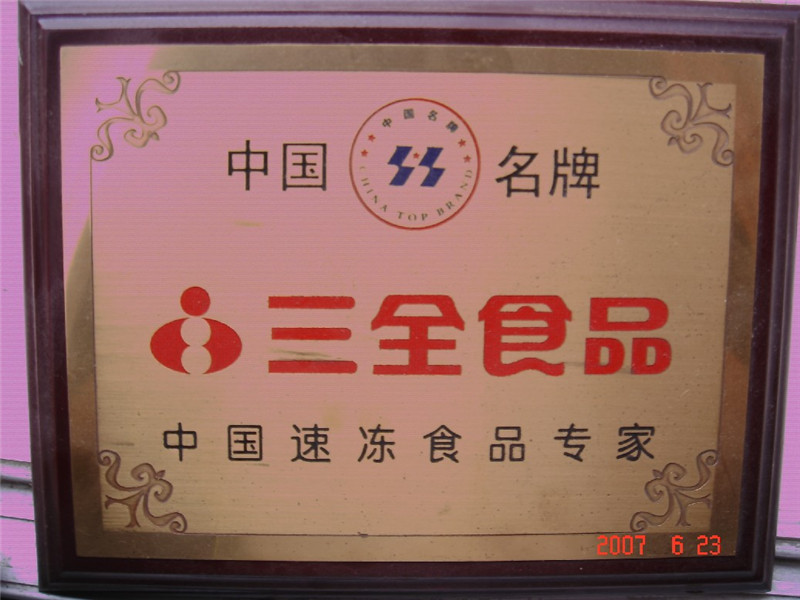 中国 名牌
中国名牌
CHINA TOP BRAND
三全食品
中国速冻食品专家
2007 6 23